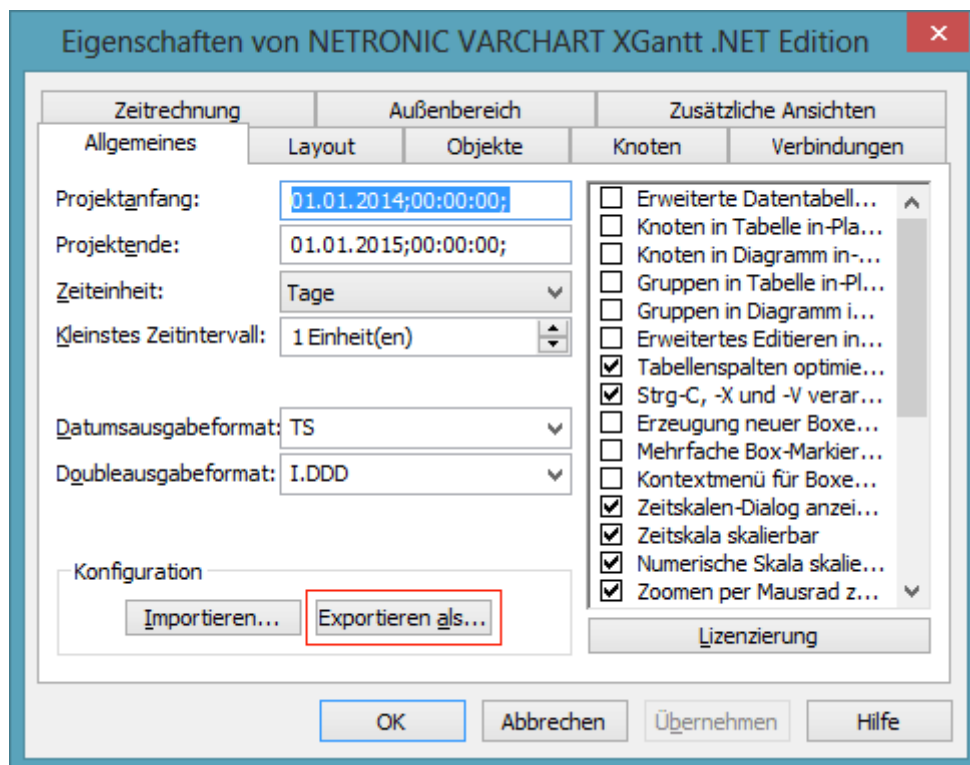 Eigenschaften von NETRONIC VARCHART XGantt .NET Edition
Zeitrechnung
Außenbereich
Zusätzliche Ansichten
Allgemeines
Layout
Objekte
Knoten
Verbindungen
Projektanfang: 01.01.2014;00:00:00;
Projektende: 01.01.2015;00:00:00;
Zeiteinheit: Tage
Kleinstes Zeitintervall: 1 Einheit(en)
Datumsausgabeformat: TS
Doubleausgabeformat: I.DDD
Konfiguration
Importieren...
Exportieren als...
Erweiterte Datentabell...
Knoten in Tabelle in-Pla...
Knoten in Diagramm in-...
Gruppen in Tabelle in-Pl...
Gruppen in Diagramm i...
Erweitertes Editieren in...
Tabellenspalten optimie...
Strg-C, -X und -V verar...
Erzeugung neuer Boxe...
Mehrfache Box-Markier...
Kontextmenü für Boxe...
Zeitskalen-Dialog anzei...
Zeitskala skalierbar
Numerische Skala skalie...
Zoomen per Mausrad z...
Lizenzierung
OK
Abbrechen
Übernehmen
Hilfe